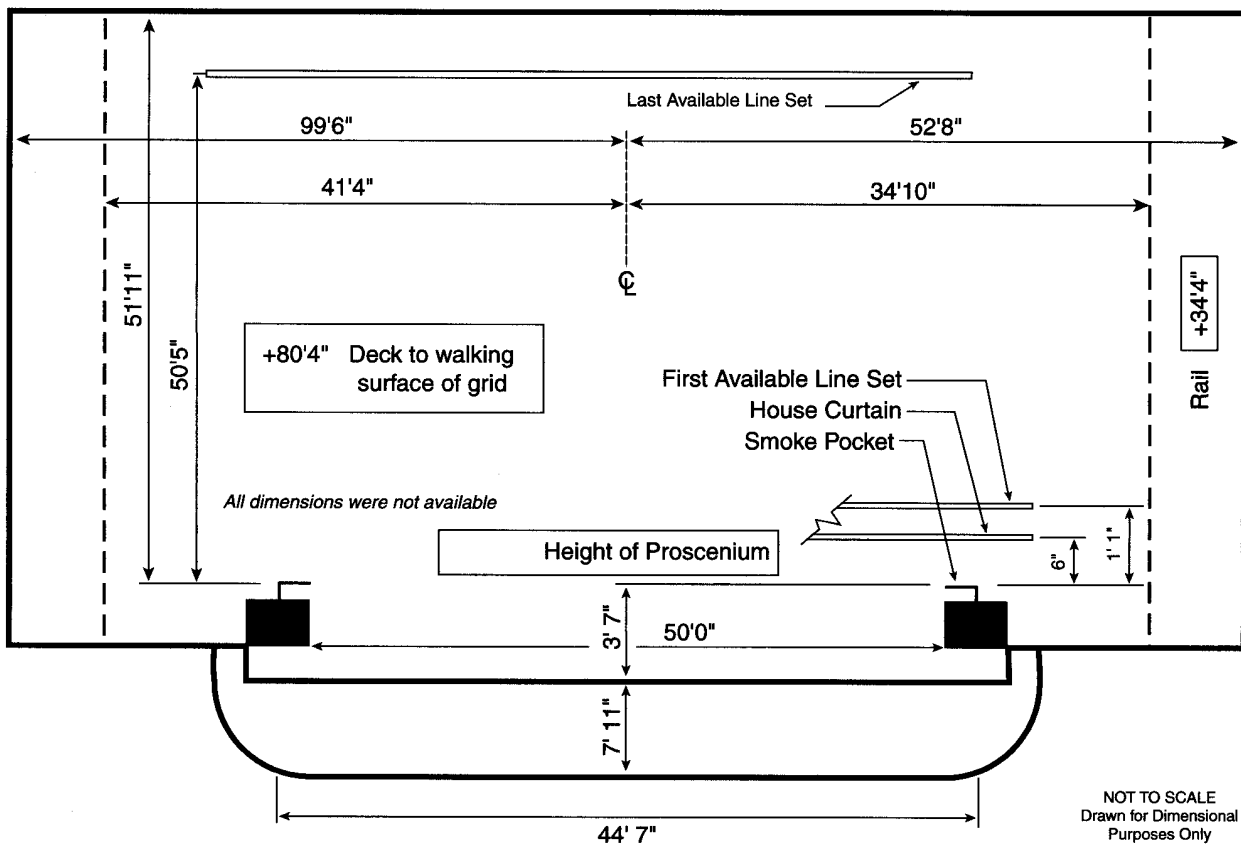 Last Available Line Set
99'6"
52'8"
41'4"
34'10"
51'11"
50'5"
℄
+34'4"
Rail
+80'4" Deck to walking
surface of grid
First Available Line Set
House Curtain
Smoke Pocket
All dimensions were not available
Height of Proscenium
6"
1' 1"
3' 7"
50'0"
7' 11"
44' 7"
NOT TO SCALE
Drawn for Dimensional
Purposes Only